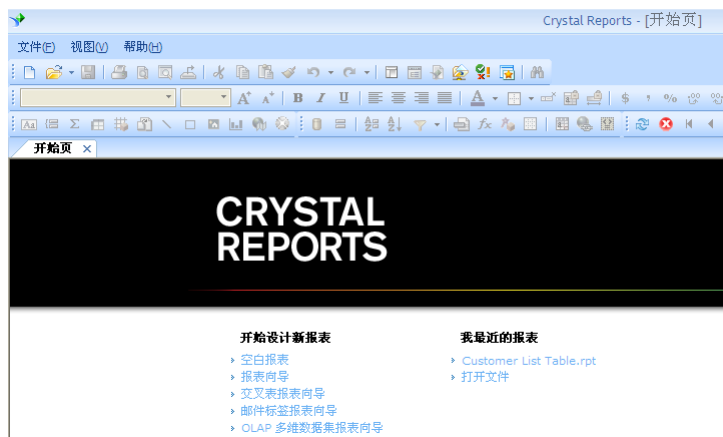 Crystal Reports - [开始页]
文件(F) 视图(V) 帮助(H)
B I U A $ , %
Aa Σ fx
开始页 ×
CRYSTAL
REPORTS
开始设计新报表 我是近的报表
空白报表 Customer List Table.rpt
报表向导 打开文件
交叉表报表向导
邮件标签报表向导
OLAP 多维数据集报表向导